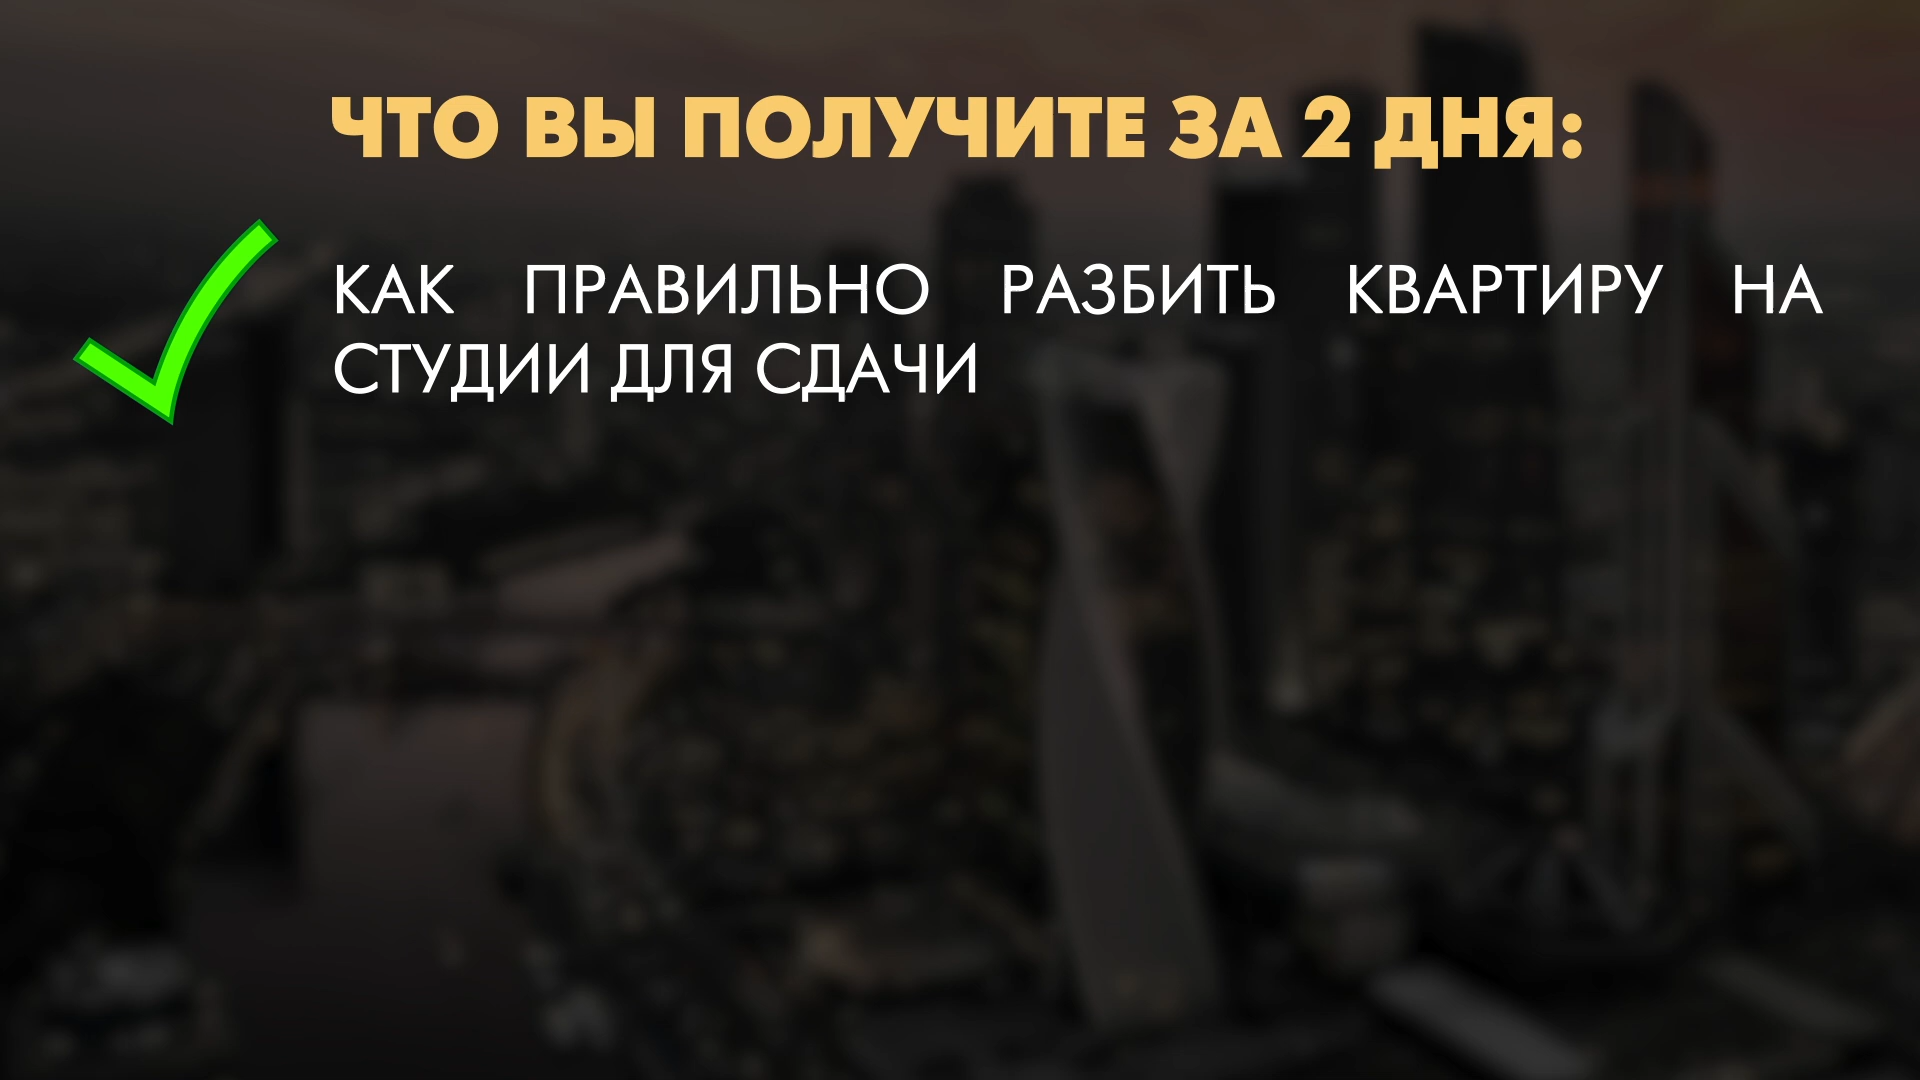 ЧТО ВЫ ПОЛУЧИТЕ ЗА 2 ДНЯ:
КАК ПРАВИЛЬНО РАЗБИТЬ КВАРТИРУ НА
СТУДИИ ДЛЯ СДАЧИ